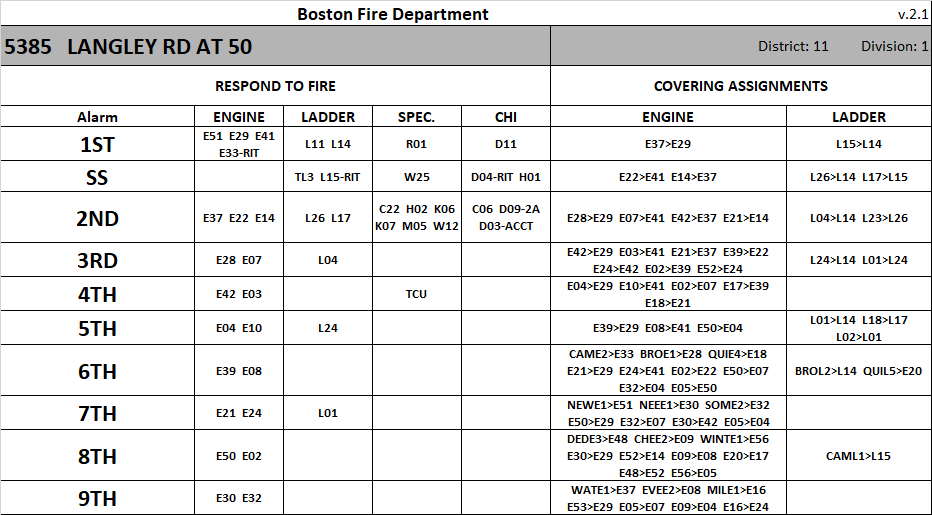 Boston Fire Department v.2.1
5385 LANGLEY RD AT 50 District: 11 Division: 1
RESPOND TO FIRE COVERING ASSIGNMENTS
Alarm ENGINE LADDER SPEC. CHI ENGINE LADDER
1ST E51 E29 E41 E33-RIT L11 L14 R01 D11 E37>E29 L15>L14
SS TL3 L15-RIT W25 D04-RIT H01 E22>E41 E14>E37 L26>L14 L17>L15
2ND E37 E22 E14 L26 L17 C22 H02 K06 K07 M05 W12 C06 D09-2A D03-ACCT E28>E29 E07>E41 E42>E37 E21>E14 L04>L14 L23>L26
3RD E28 E07 L04 E42>E29 E03>E41 E21>E37 E39>E22 E24>E42 E02>E39 E52>E24 L24>L14 L01>L24
4TH E42 E03 TCU E04>E29 E10>E41 E02>E07 E17>E39 E18>E21
5TH E04 E10 L24 E39>E29 E08>E41 E50>E04 L01>L14 L18>L17 L02>L01
6TH E39 E08 CAME2>E33 BROE1>E28 QUIE4>E18 E21>E29 E24>E41 E02>E22 E50>E07 E32>E04 E05>E50 BROL2>L14 QUIL5>E20
7TH E21 E24 L01 NEWE1>E51 NEEE1>E30 SOME2>E32 E50>E29 E32>E07 E30>E42 E05>E04
8TH E50 E02 DEDE3>E48 CHEE2>E09 WINTE1>E56 E30>E29 E52>E14 E09>E08 E20>E17 E48>E52 E56>E05 CAML1>L15
9TH E30 E32 WATE1>E37 EVEE2>E08 MILE1>E16 E53>E29 E05>E07 E09>E04 E16>E24